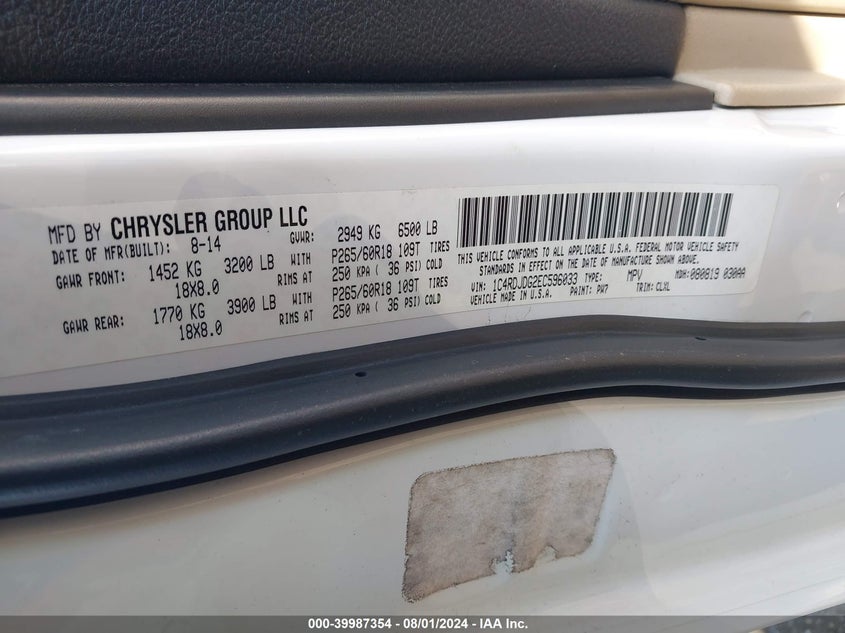 MFD BY CHRYSLER GROUP LLC
DATE OF MFR(BUILT): 8-14 GVWR: 2949 KG 6500 LB
GAWR FRONT: 1452 KG 3200 LB WITH P265/60R18 109T TIRES
18X8.0 RIMS AT 250 KPA ( 36 PSI) COLD
GAWR REAR: 1770 KG 3900 LB WITH P265/60R18 109T TIRES
18X8.0 RIMS AT 250 KPA ( 36 PSI) COLD
THIS VEHICLE CONFORMS TO ALL APPLICABLE U.S.A. FEDERAL MOTOR VEHICLE SAFETY
STANDARDS IN EFFECT ON THE DATE OF MANUFACTURE SHOWN ABOVE.
VIN: 1C4RDJDG2EC596033 TYPE: MPV MDH: 080819 030AA
VEHICLE MADE IN U.S.A. PAINT: PW7 TRIM: CLXL
000-39987354 - 08/01/2024 - IAAI Inc.